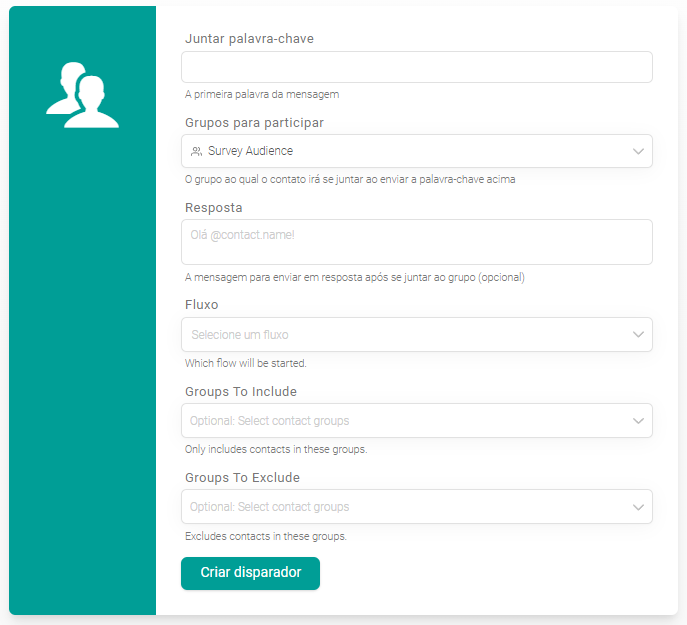 Juntar palavra-chave
A primeira palavra da mensagem
Grupos para participar
Survey Audience
O grupo ao qual o contato irá se juntar ao enviar a palavra-chave acima
Resposta
Olá @contact.name!
A mensagem para enviar em resposta após se juntar ao grupo (opcional)
Fluxo
Selecione um fluxo
Which flow will be started.
Groups To Include
Optional: Select contact groups
Only includes contacts in these groups.
Groups To Exclude
Optional: Select contact groups
Excludes contacts in these groups.
Criar disparador